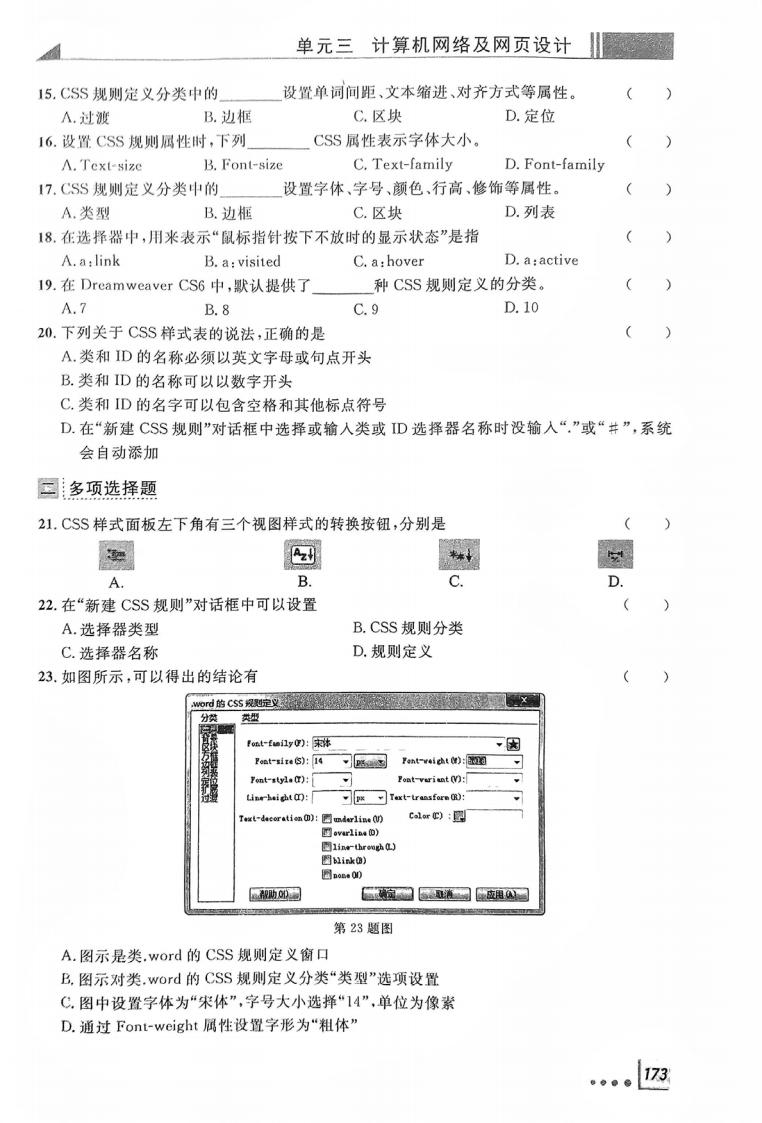 单元三 计算机网络及网页设计
15. CSS 规则定义分类中的________设置单词间距、文本缩进、对齐方式等属性。 ( )
A. 过渡 B. 边框 C. 区块 D. 定位
16. 设置 CSS 规则属性时,下列________ CSS 属性表示字体大小。 ( )
A. Text-size B. Font-size C. Text-family D. Font-family
17. CSS 规则定义分类中的________设置字体、字号、颜色、行高、修饰等属性。 ( )
A. 类型 B. 边框 C. 区块 D. 列表
18. 在选择器中,用来表示“鼠标指针按下不放时的显示状态”是指 ( )
A. a:link B. a:visited C. a:hover D. a:active
19. 在 Dreamweaver CS6 中,默认提供了________种 CSS 规则定义的分类。 ( )
A. 7 B. 8 C. 9 D. 10
20. 下列关于 CSS 样式表的说法,正确的是 ( )
A. 类和 ID 的名称必须以英文字母或句点开头
B. 类和 ID 的名称可以以数字开头
C. 类和 ID 的名字可以包含空格和其他标点符号
D. 在“新建 CSS 规则”对话框中选择或输入类或 ID 选择器名称时没输入“.”或“#”,系统
会自动添加
二 多项选择题
21. CSS 样式面板左下角有三个视图样式的转换按钮,分别是 ( )
AZ
**
A. B. C. D.
22. 在“新建 CSS 规则”对话框中可以设置 ( )
A. 选择器类型 B. CSS 规则分类
C. 选择器名称 D. 规则定义
23. 如图所示,可以得出的结论有 ( )
.word 的 CSS 规则定义
分类 类型
背景
区块
方框
边框
列表
定位
扩展
过渡
Font-family(F): 宋体
Font-size(S): 14 px Font-weight(W): bold
Font-style(T): Font-variant(V):
Line-height(I): px Text-transform(R):
Text-decoration(D): underline(U) Color(C):
overline(O)
line-through(L)
blink(B)
none(N)
帮助(H) 确定 取消 应用(A)
第 23 题图
A. 图示是类.word 的 CSS 规则定义窗口
B. 图示对类.word 的 CSS 规则定义分类“类型”选项设置
C. 图中设置字体为“宋体”,字号大小选择“14”,单位为像素
D. 通过 Font-weight 属性设置字形为“粗体”
173